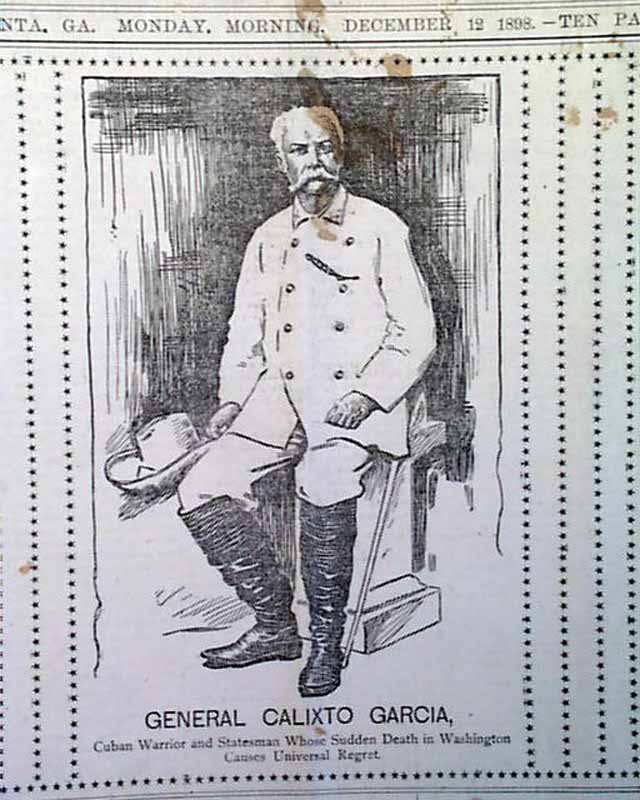 NTA, GA. MONDAY, MORNING, DECEMBER 12 1898.—TEN PA
GENERAL CALIXTO GARCIA,
Cuban Warrior and Statesman Whose Sudden Death in Washington
Causes Universal Regret.